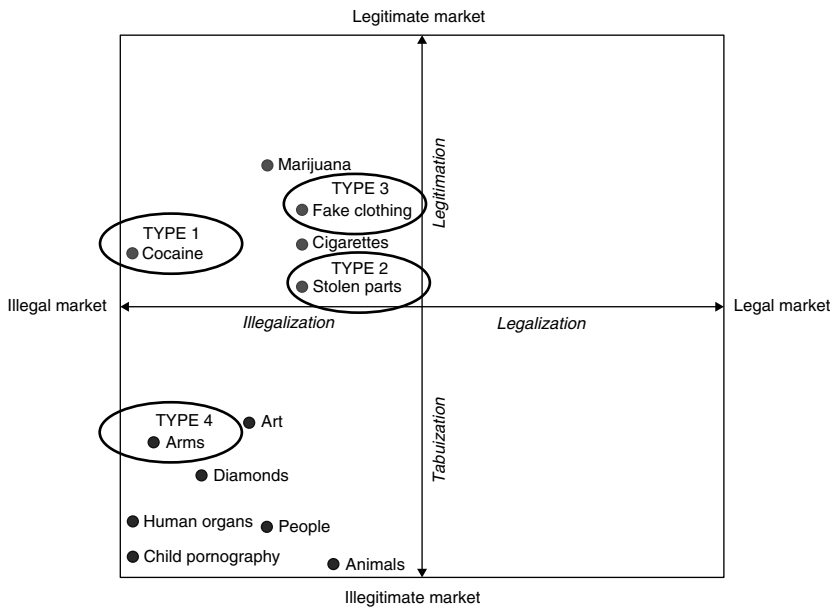 Legitimate market
Marijuana
Legitimation
TYPE 3
Fake clothing
TYPE 1
Cocaine
Cigarettes
TYPE 2
Stolen parts
Illegal market
Legal market
Illegalization
Legalization
TYPE 4
Arms
Art
Tabuization
Diamonds
Human organs
People
Child pornography
Animals
Illegitimate market